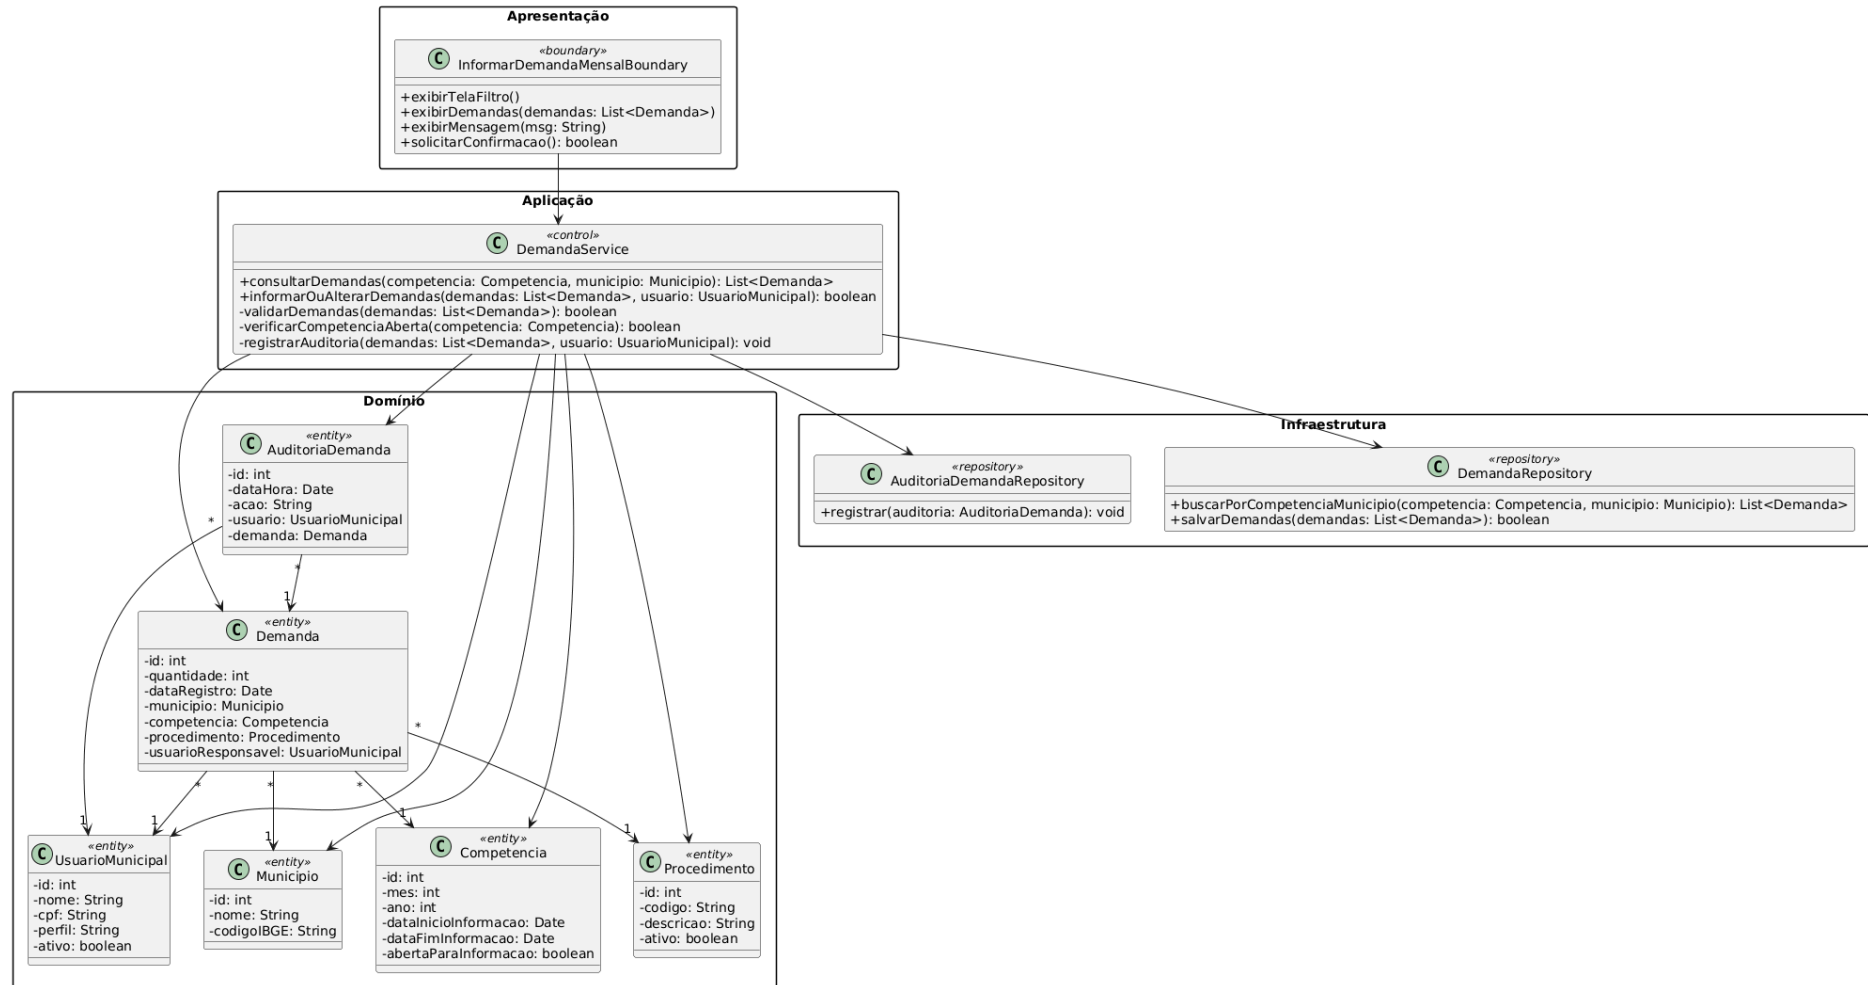 Apresentação
«boundary»
C InformarDemandaMensalBoundary
+exibirTelaFiltro()
+exibirDemandas(demandas: List<Demanda>)
+exibirMensagem(msg: String)
+solicitarConfirmacao(): boolean
Aplicação
«control»
C DemandaService
+consultarDemandas(competencia: Competencia, municipio: Municipio): List<Demanda>
+informarOuAlterarDemandas(demandas: List<Demanda>, usuario: UsuarioMunicipal): boolean
-validarDemandas(demandas: List<Demanda>): boolean
-verificarCompetenciaAberta(competencia: Competencia): boolean
-registrarAuditoria(demandas: List<Demanda>, usuario: UsuarioMunicipal): void
Domínio
«entity»
C AuditoriaDemanda
-id: int
-dataHora: Date
-acao: String
-usuario: UsuarioMunicipal
-demanda: Demanda
*
*
1
Infraestrutura
«repository»
C AuditoriaDemandaRepository
+registrar(auditoria: AuditoriaDemanda): void
«repository»
C DemandaRepository
+buscarPorCompetenciaMunicipio(competencia: Competencia, municipio: Municipio): List<Demanda>
+salvarDemandas(demandas: List<Demanda>): boolean
«entity»
C Demanda
-id: int
-quantidade: int
-dataRegistro: Date
-municipio: Municipio
-competencia: Competencia
-procedimento: Procedimento
-usuarioResponsavel: UsuarioMunicipal
*
* * *
1 1 1 1 1
«entity»
C UsuarioMunicipal
-id: int
-nome: String
-cpf: String
-perfil: String
-ativo: boolean
«entity»
C Municipio
-id: int
-nome: String
-codigoIBGE: String
«entity»
C Competencia
-id: int
-mes: int
-ano: int
-dataInicioInformacao: Date
-dataFimInformacao: Date
-abertaParaInformacao: boolean
«entity»
C Procedimento
-id: int
-codigo: String
-descricao: String
-ativo: boolean